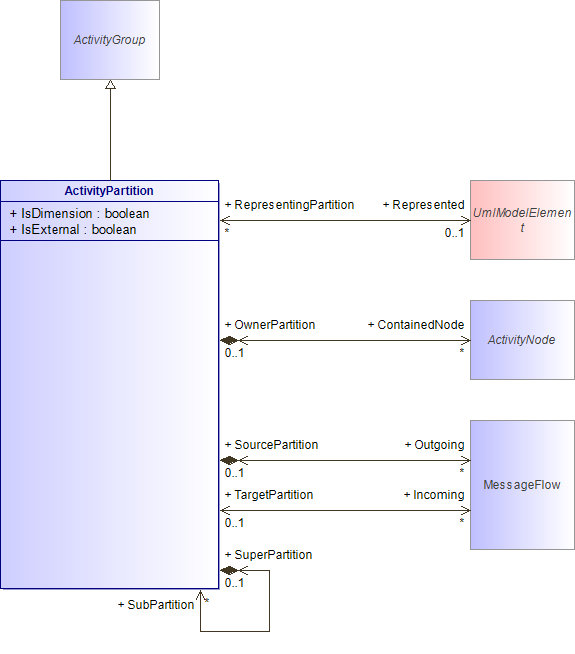 ActivityGroup
ActivityPartition
+ IsDimension : boolean
+ IsExternal : boolean
+ RepresentingPartition
+ Represented
*
0..1
UmlModelElemen
t
+ OwnerPartition
+ ContainedNode
0..1
*
ActivityNode
+ SourcePartition
+ Outgoing
0..1
*
+ TargetPartition
+ Incoming
0..1
*
MessageFlow
+ SuperPartition
0..1
+ SubPartition
*